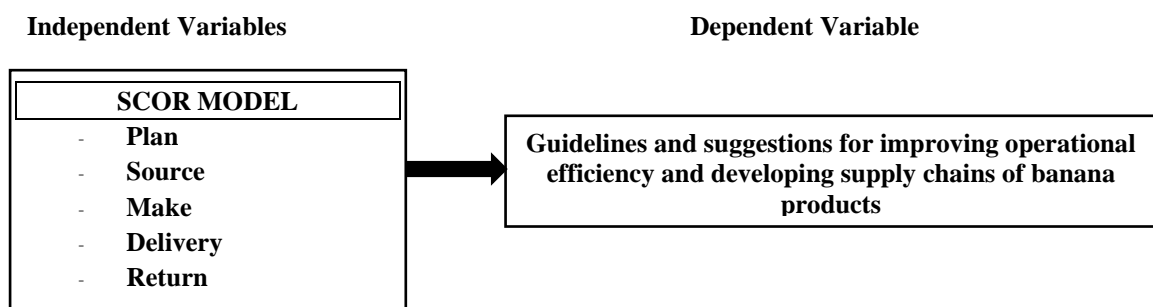 Independent Variables
Dependent Variable
SCOR MODEL
- Plan
- Source
- Make
- Delivery
- Return
Guidelines and suggestions for improving operational
efficiency and developing supply chains of banana
products